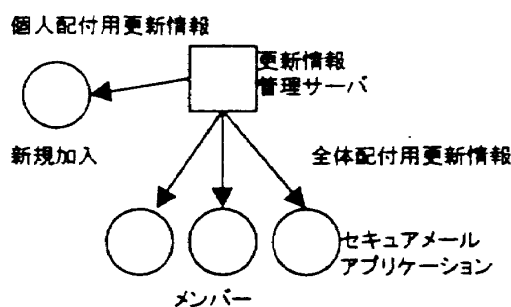 個人配付用更新情報
更新情報
管理サーバ
新規加入
全体配付用更新情報
セキュアメール
アプリケーション
メンバー